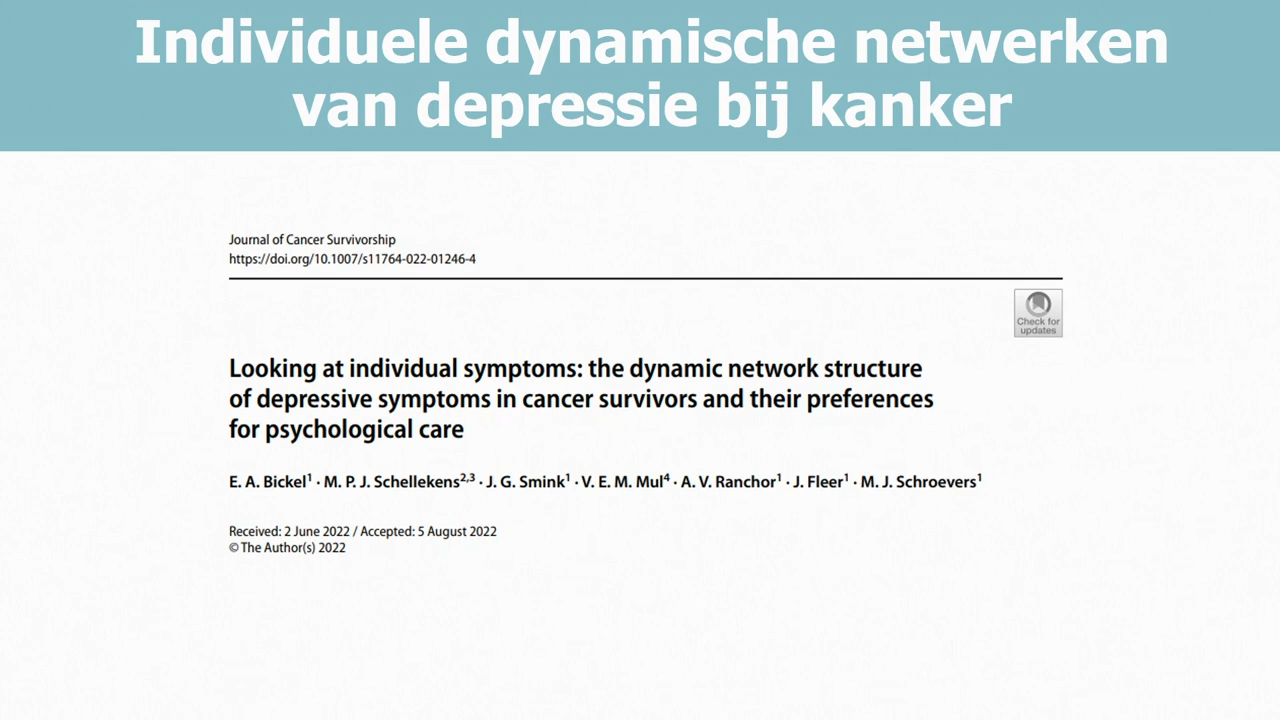 Individuele dynamische netwerken
van depressie bij kanker
Journal of Cancer Survivorship
https://doi.org/10.1007/s11764-022-01246-4
Check for
updates
Looking at individual symptoms: the dynamic network structure
of depressive symptoms in cancer survivors and their preferences
for psychological care
E. A. Bickel1 · M. P. J. Schellekens2,3 · J. G. Smink1 · V. E. M. Mul4 · A. V. Ranchor1 · J. Fleer1 · M. J. Schroevers1
Received: 2 June 2022 / Accepted: 5 August 2022
© The Author(s) 2022